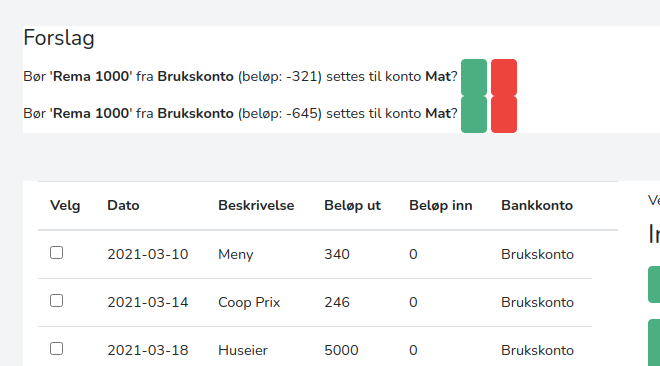 Forslag
Bør 'Rema 1000' fra Brukskonto (beløp: -321) settes til konto Mat?
Bør 'Rema 1000' fra Brukskonto (beløp: -645) settes til konto Mat?
Velg Dato Beskrivelse Beløp ut Beløp inn Bankkonto
2021-03-10 Meny 340 0 Brukskonto
2021-03-14 Coop Prix 246 0 Brukskonto
2021-03-18 Huseier 5000 0 Brukskonto